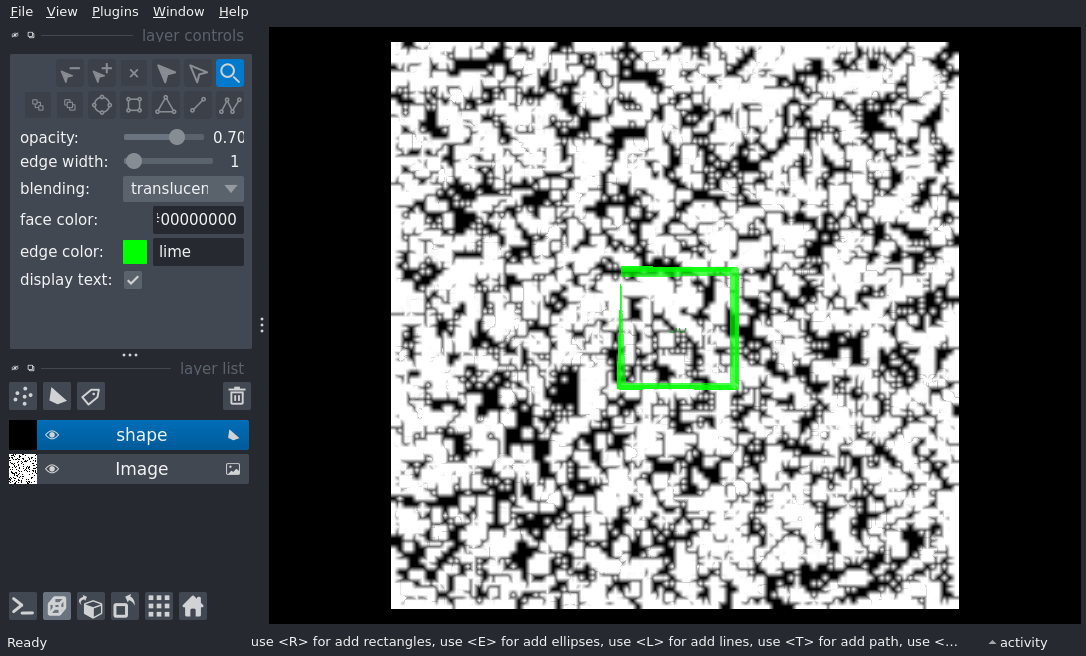 File View Plugins Window Help
layer controls
opacity: 0.70
edge width: 1
blending: translucen
face color: 00000000
edge color: lime
display text:
layer list
shape
Image
Ready use <R> for add rectangles, use <E> for add ellipses, use <L> for add lines, use <T> for add path, use <... activity